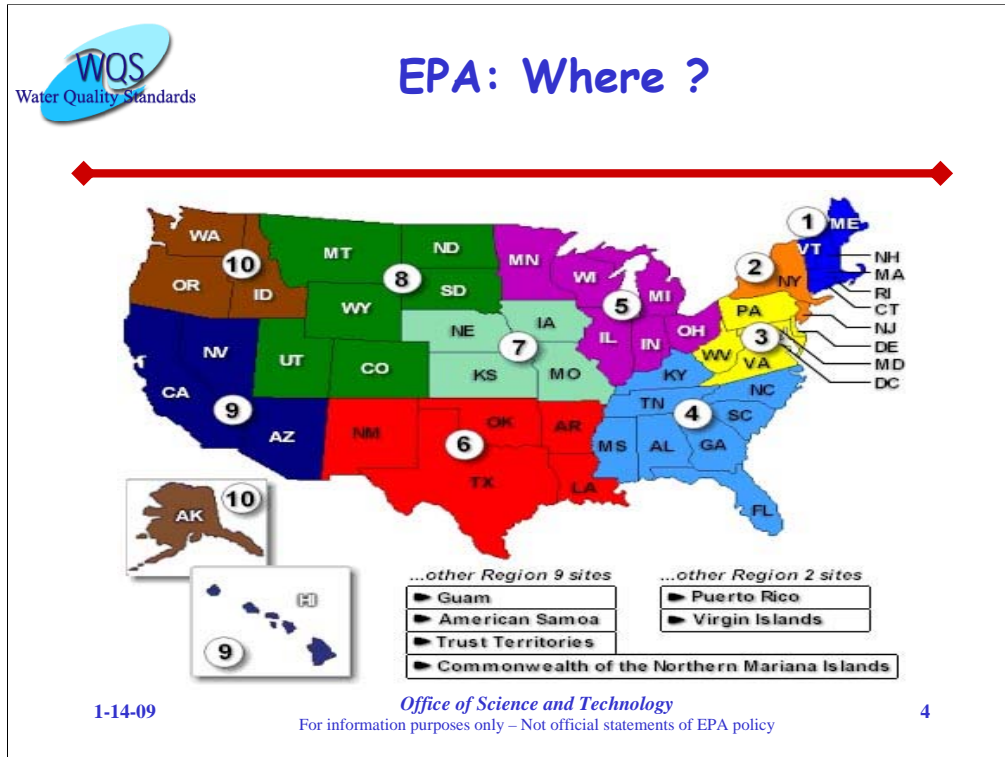 WQS
Water Quality Standards
EPA: Where ?
1
ME
VT
NH
MA
RI
CT
2
NY
NJ
WA
10
OR
ID
MT
ND
8
SD
WY
UT
CO
MN
WI
MI
5
IL
IN
OH
PA
3
WV
VA
DE
MD
DC
NE
IA
7
KS
MO
NV
CA
9
AZ
KY
TN
NC
4
SC
MS
AL
GA
FL
NM
OK
AR
6
TX
LA
AK
10
HI
9
...other Region 9 sites
Guam
American Samoa
Trust Territories
Commonwealth of the Northern Mariana Islands
...other Region 2 sites
Puerto Rico
Virgin Islands
1-14-09
Office of Science and Technology
For information purposes only – Not official statements of EPA policy
4